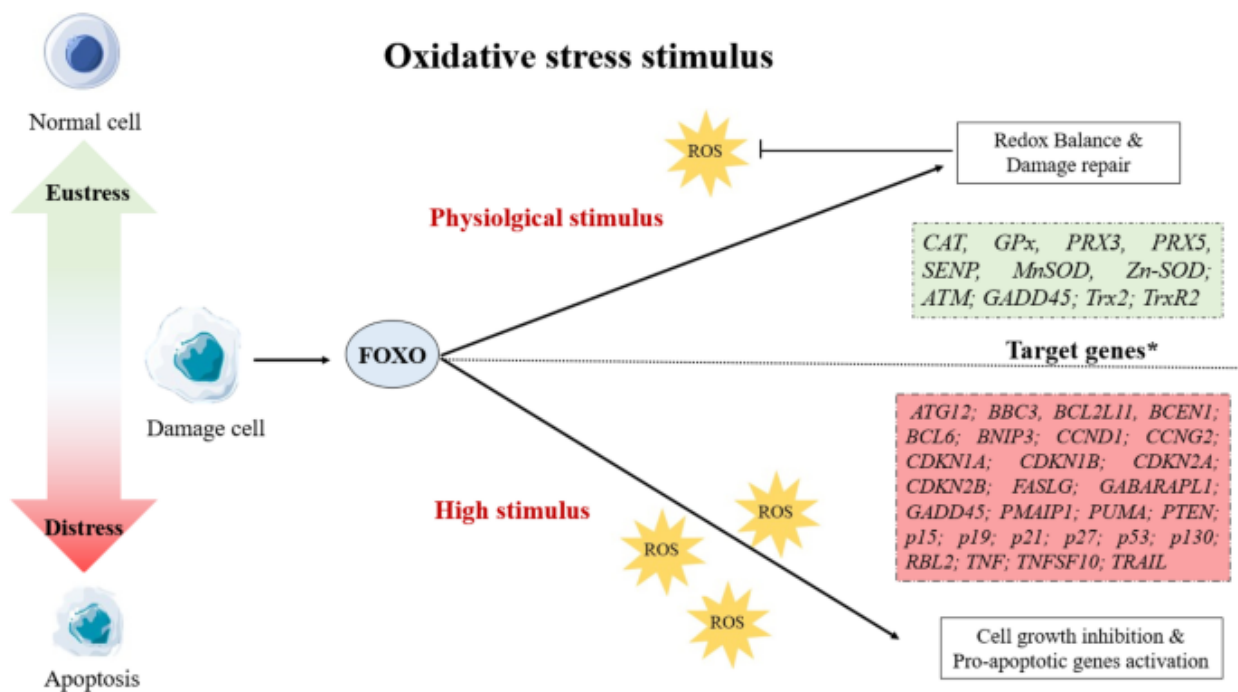 Oxidative stress stimulus
Normal cell
Eustress
Distress
Apoptosis
Damage cell
FOXO
Physiolgical stimulus
ROS
Redox Balance &
Damage repair
CAT, GPx, PRX3, PRX5,
SENP, MnSOD, Zn-SOD;
ATM; GADD45; Trx2; TrxR2
Target genes*
ATG12; BBC3, BCL2L11, BCEN1;
BCL6; BNIP3; CCND1; CCNG2;
CDKN1A; CDKN1B; CDKN2A;
CDKN2B; FASLG; GABARAPL1;
GADD45; PMAIP1; PUMA; PTEN;
p15; p19; p21; p27; p53; p130;
RBL2; TNF; TNFSF10; TRAIL
High stimulus
ROS
ROS
ROS
Cell growth inhibition &
Pro-apoptotic genes activation